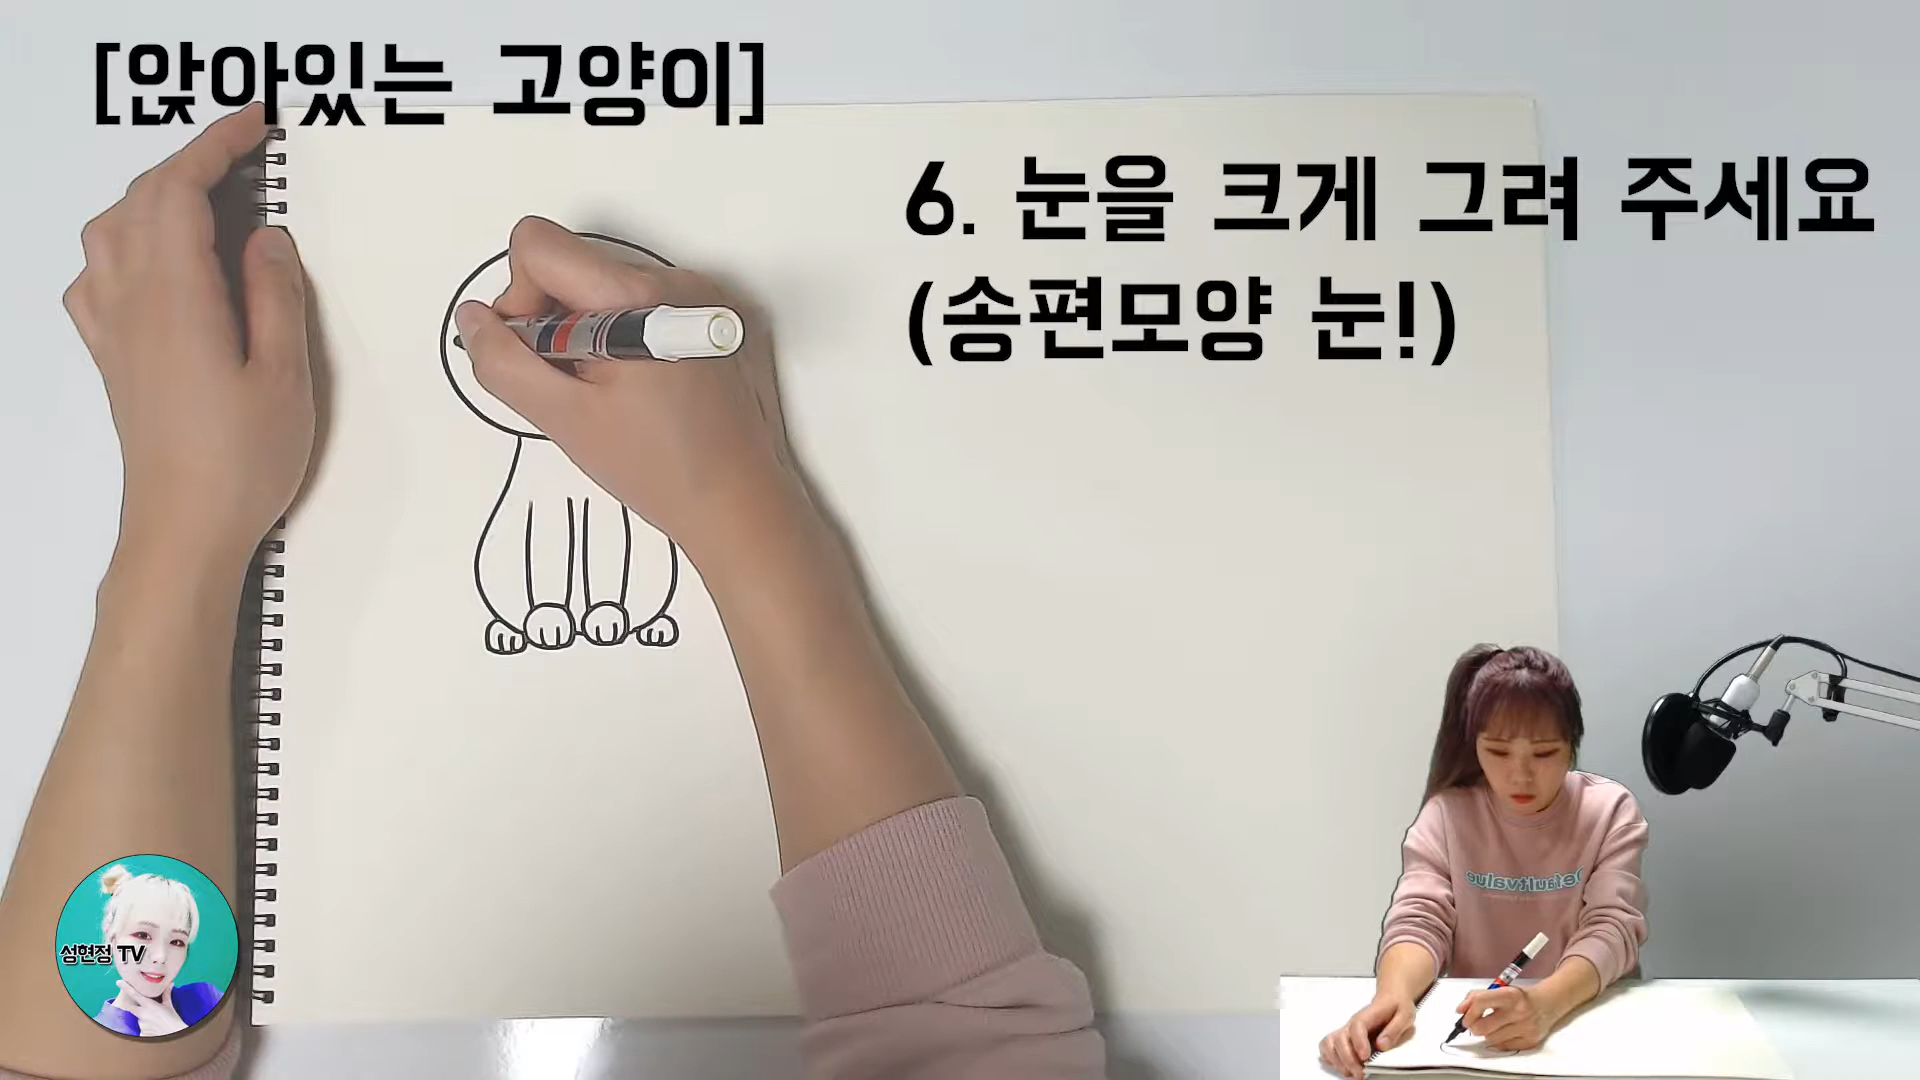 [앉아있는 고양이]
6. 눈을 크게 그려 주세요
(송편모양 눈!)
성현정 TV
Defaultvalue